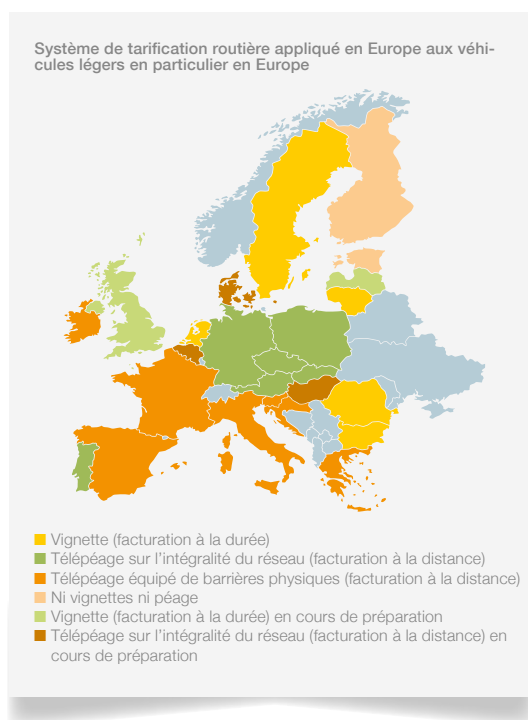 Système de tarification routière appliqué en Europe aux véhi-
cules légers en particulier en Europe
Vignette (facturation à la durée)
Télépéage sur l'intégralité du réseau (facturation à la distance)
Télépéage équipé de barrières physiques (facturation à la distance)
Ni vignettes ni péage
Vignette (facturation à la durée) en cours de préparation
Télépéage sur l'intégralité du réseau (facturation à la distance) en
cours de préparation